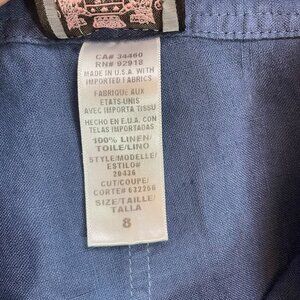 CA# 34460
RN# 92918
MADE IN U.S.A. WITH
IMPORTED FABRICS
FABRIQUE AUX
ETATS-UNIS
AVEC IMPORTA TISSU
HECHO EN E.U.A. CON
TELAS IMPORTADAS
100% LINEN/
TOILE/LINO
STYLE/MODELLE/
ESTILO#
20436
CUT/COUPE/
CORTE# 632256
SIZE/TAILLE/
TALLA
8